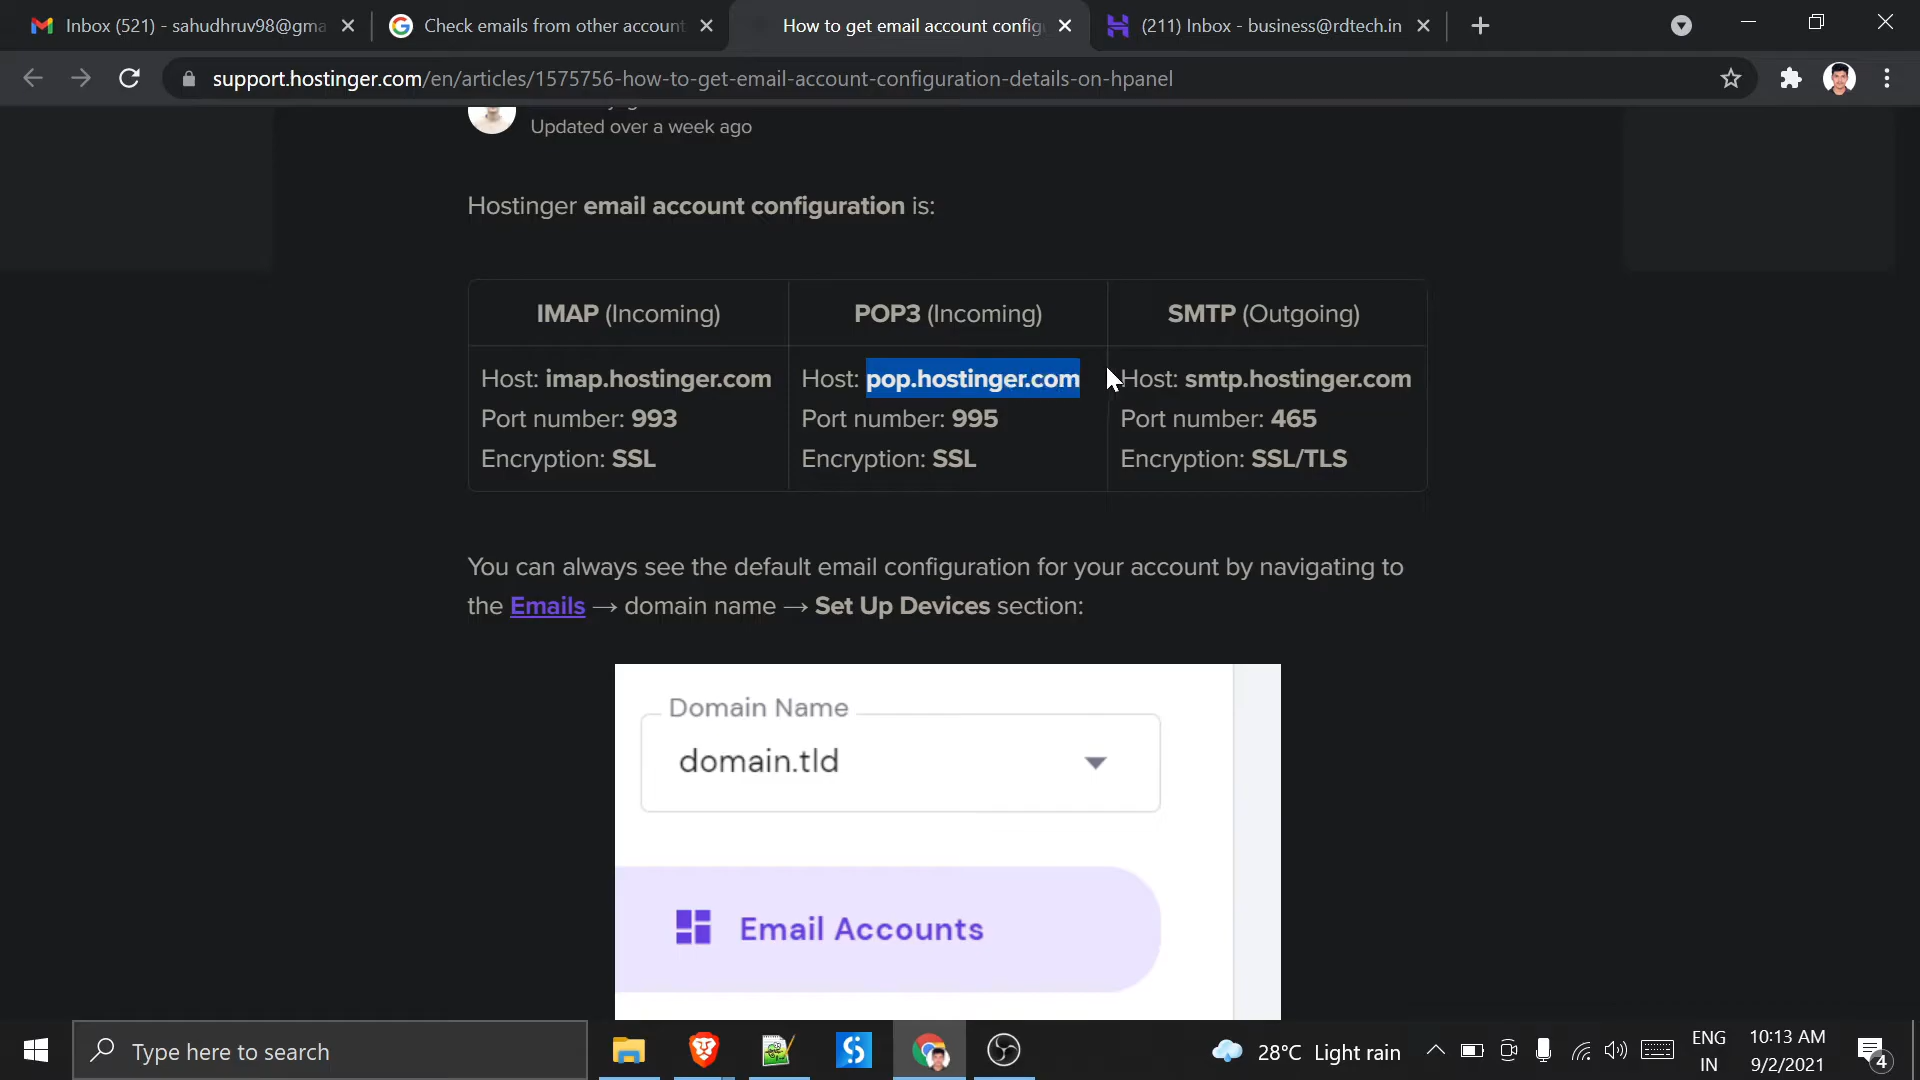 Inbox (521) - sahudhruv98@gma
Check emails from other account
How to get email account config
(211) Inbox - business@rdtech.in
support.hostinger.com/en/articles/1575756-how-to-get-email-account-configuration-details-on-hpanel
Updated over a week ago
Hostinger email account configuration is:
IMAP (Incoming)
POP3 (Incoming)
SMTP (Outgoing)
Host: imap.hostinger.com
Port number: 993
Encryption: SSL
Host: pop.hostinger.com
Port number: 995
Encryption: SSL
Host: smtp.hostinger.com
Port number: 465
Encryption: SSL/TLS
You can always see the default email configuration for your account by navigating to
the Emails → domain name → Set Up Devices section:
Domain Name
domain.tld
Email Accounts
Type here to search
28°C Light rain
ENG
IN
10:13 AM
9/2/2021
4